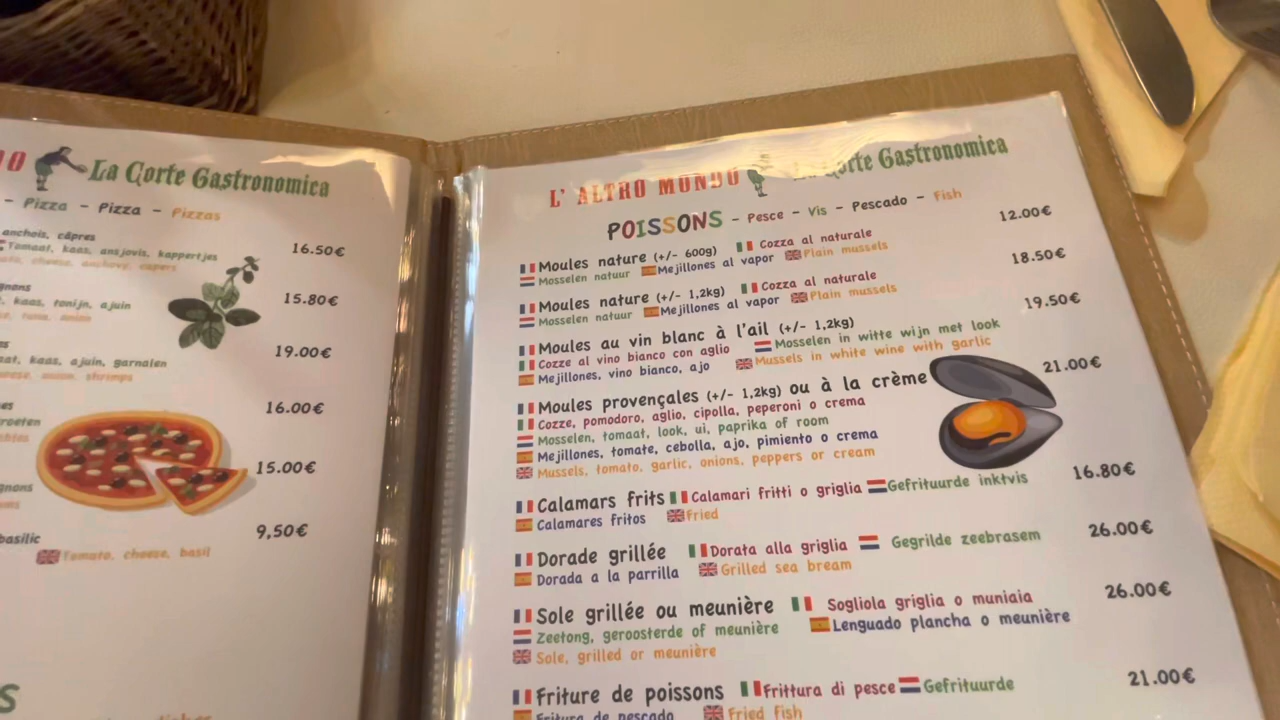 La Corte Gastronomica
- Pizza - Pizza - Pizzas
anchois, câpres
Tomaat, kaas, ansjovis, kappertjes
cheese, anchovy, capers
16.50€
kaas, tonijn, ajuin
tuna, onion
15.80€
kaas, ajuin, garnalen
onion, shrimps
19.00€
16.00€
15.00€
basilic
Tomato, cheese, basil
9,50€
L' ALTRO MONDO
Gastronomica
POISSONS - Pesce - Vis - Pescado - Fish
Moules nature (+/- 600g) Cozza al naturale 12.00€
Mosselen natuur Mejillones al vapor Plain mussels
Moules nature (+/- 1,2kg) Cozza al naturale 18.50€
Mosselen natuur Mejillones al vapor Plain mussels
Moules au vin blanc à l'ail (+/- 1,2kg) 19.50€
Cozze al vino bianco con aglio Mosselen in witte wijn met look
Mejillones, vino bianco, ajo Mussels in white wine with garlic
Moules provençales (+/- 1,2kg) ou à la crème 21.00€
Cozze, pomodoro, aglio, cipolla, peperoni o crema
Mosselen, tomaat, look, ui, paprika of room
Mejillones, tomate, cebolla, ajo, pimiento o crema
Mussels, tomato, garlic, onions, peppers or cream
Calamars frits Calamari fritti o griglia Gefrituurde inktvis 16.80€
Calamares fritos Fried
Dorade grillée Dorata alla griglia Gegrilde zeebrasem 26.00€
Dorada a la parrilla Grilled sea bream
Sole grillée ou meunière Sogliola griglia o muniaia 26.00€
Zeetong, geroosterde of meunière Lenguado plancha o meunière
Sole, grilled or meunière
Friture de poissons Frittura di pesce Gefrituurde 21.00€
Fritura de pescado Fried fish